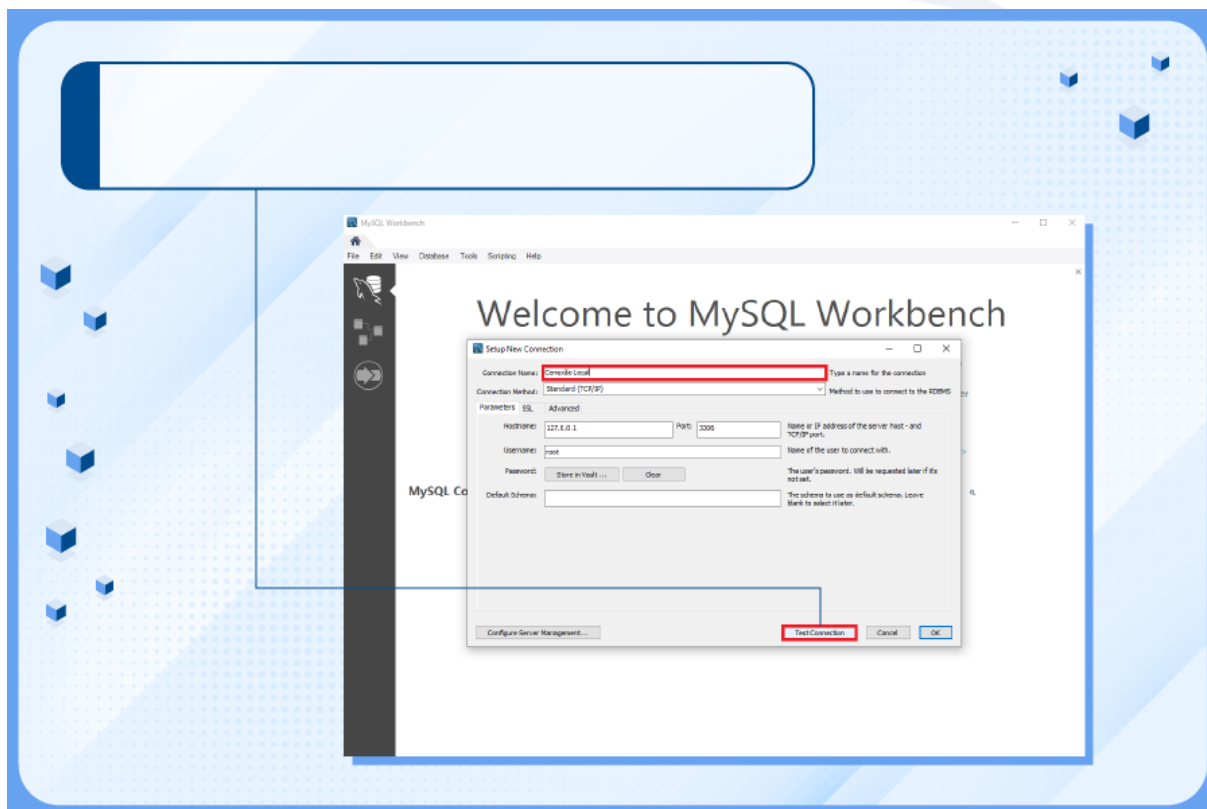 MySQL Workbench
File Edit View Database Tools Scripting Help
Welcome to MySQL Workbench
Setup New Connection
Connection Name: Conexão Local Type a name for the connection
Connection Method: Standard (TCP/IP) Method to use to connect to the RDBMS
Parameters SSL Advanced
Hostname: 127.0.0.1 Port: 3306 Name or IP address of the server host - and
TCP/IP port.
Username: root Name of the user to connect with.
Password: Store in Vault ... Clear The user's password. Will be requested later if it's
not set.
MySQL Co
Default Schema: The schema to use as default schema. Leave
blank to select it later.
Configure Server Management... Test Connection Cancel OK